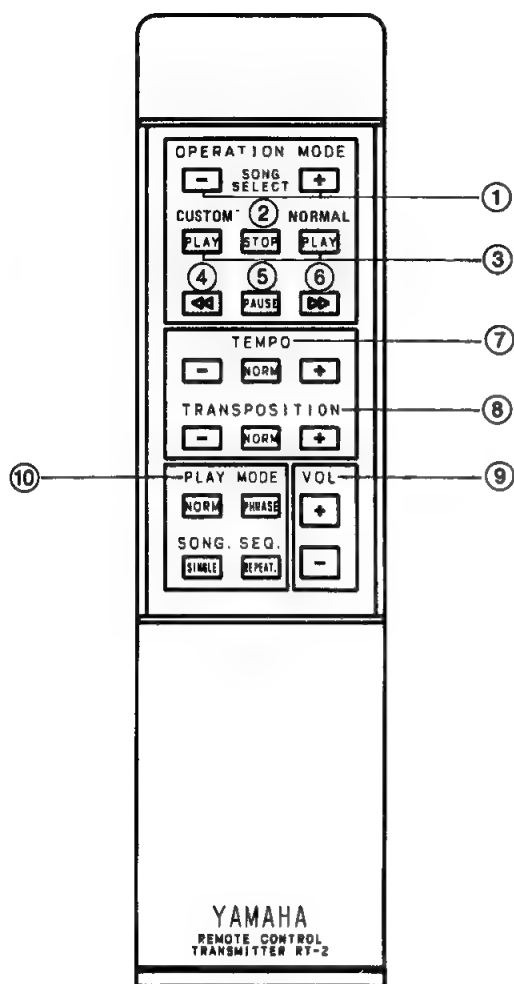 OPERATION MODE
- SONG SELECT +
①
CUSTOM ② NORMAL
PLAY STOP PLAY
③
④ ⑤ ⑥
◁◁ PAUSE ▷▷
TEMPO ⑦
- NORM +
TRANSPOSITION ⑧
- NORM +
⑩ PLAY MODE VOL ⑨
NORM PHRASE +
SONG. SEQ.
SINGLE REPEAT. -
YAMAHA
REMOTE CONTROL
TRANSMITTER RT-2